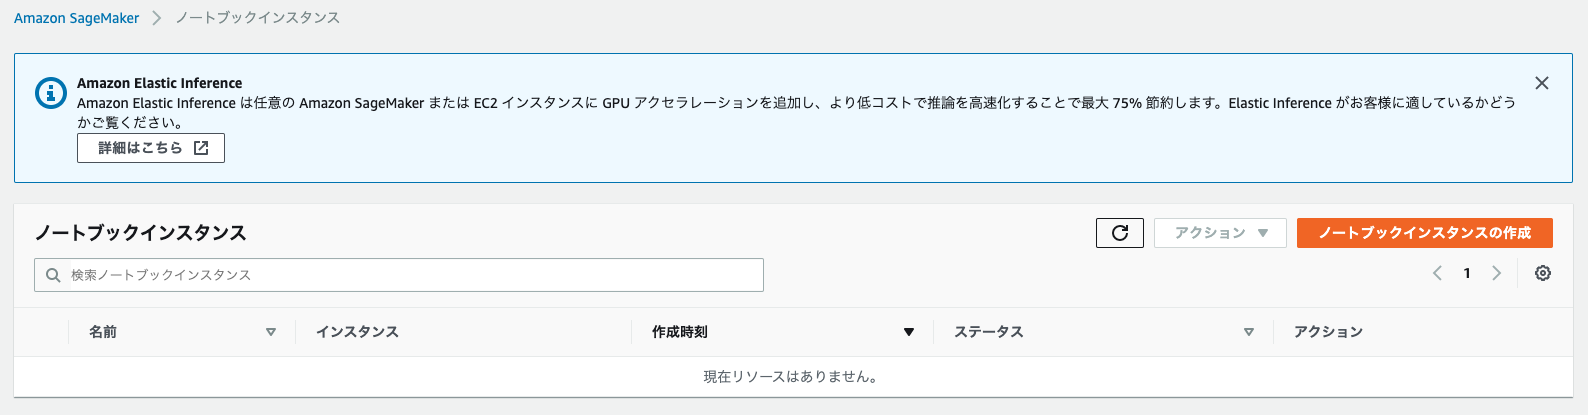 Amazon SageMaker > ノートブックインスタンス
Amazon Elastic Inference
Amazon Elastic Inference は任意の Amazon SageMaker または EC2 インスタンスに GPU アクセラレーションを追加し、より低コストで推論を高速化することで最大 75% 節約します。Elastic Inference がお客様に適しているかどう
かご覧ください。
詳細はこちら
ノートブックインスタンス
アクション
ノートブックインスタンスの作成
検索ノートブックインスタンス
1
名前 インスタンス 作成時刻 ステータス アクション
現在リソースはありません。